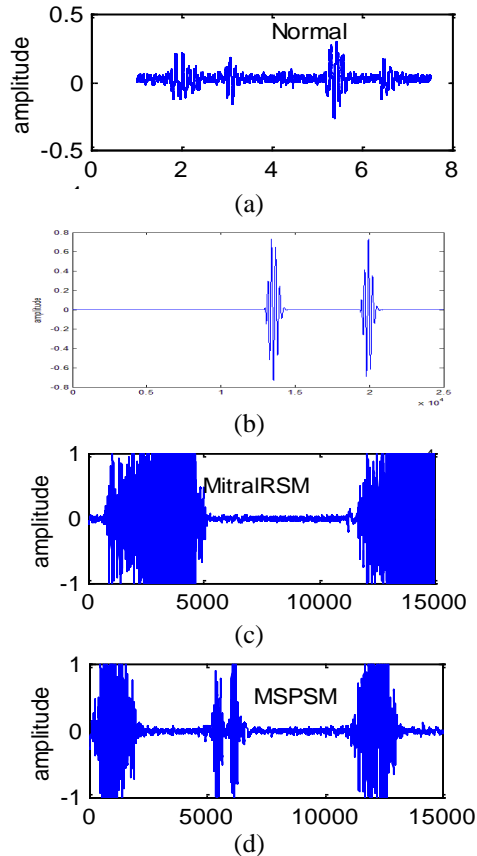 0.5
Normal
amplitude
0
-0.5
0 2 4 6 8
(a)
0.8
0.6
0.4
0.2
0
amplitude
-0.2
-0.4
-0.6
-0.8
0 0.5 1 1.5 2 2.5
× 10⁴
(b)
1
MitralRSM
amplitude
0
-1
0 5000 10000 15000
(c)
1
MSPSM
amplitude
0
-1
0 5000 10000 15000
(d)